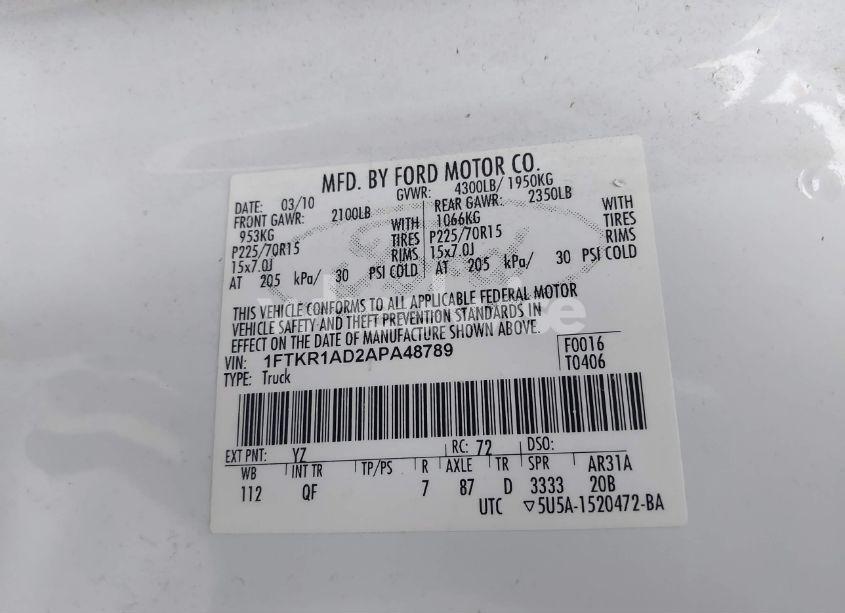 MFD. BY FORD MOTOR CO.
DATE: 03/10 GVWR: 4300LB/ 1950KG
FRONT GAWR: 2100LB REAR GAWR: 2350LB
953KG WITH 1066KG WITH
P225/70R15 TIRES P225/70R15 TIRES
15x7.0J RIMS 15x7.0J RIMS
AT 205 kPa/ 30 PSI COLD AT 205 kPa/ 30 PSI COLD
THIS VEHICLE CONFORMS TO ALL APPLICABLE FEDERAL MOTOR
VEHICLE SAFETY AND THEFT PREVENTION STANDARDS IN
EFFECT ON THE DATE OF MANUFACTURE SHOWN ABOVE.
VIN: 1FTKR1AD2APA48789 F0016
TYPE: Truck T0406
EXT PNT: YZ RC: 72 DSO:
WB INT TR TP/PS R AXLE TR SPR AR31A
112 QF 7 87 D 3333 20B
UTC ▽5U5A-1520472-BA